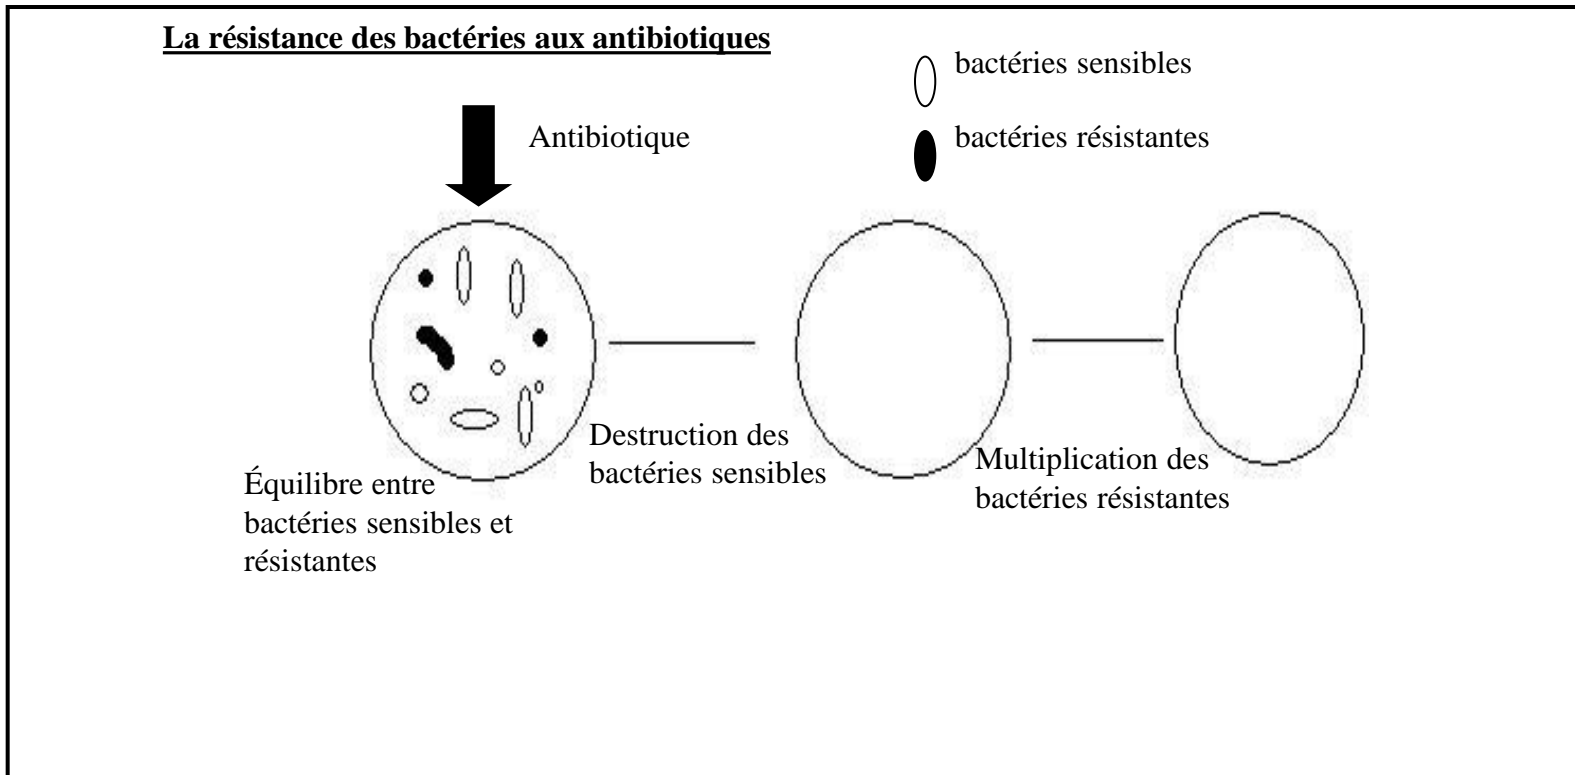 La résistance des bactéries aux antibiotiques
bactéries sensibles
Antibiotique
bactéries résistantes
Équilibre entre
bactéries sensibles et
résistantes
Destruction des
bactéries sensibles
Multiplication des
bactéries résistantes